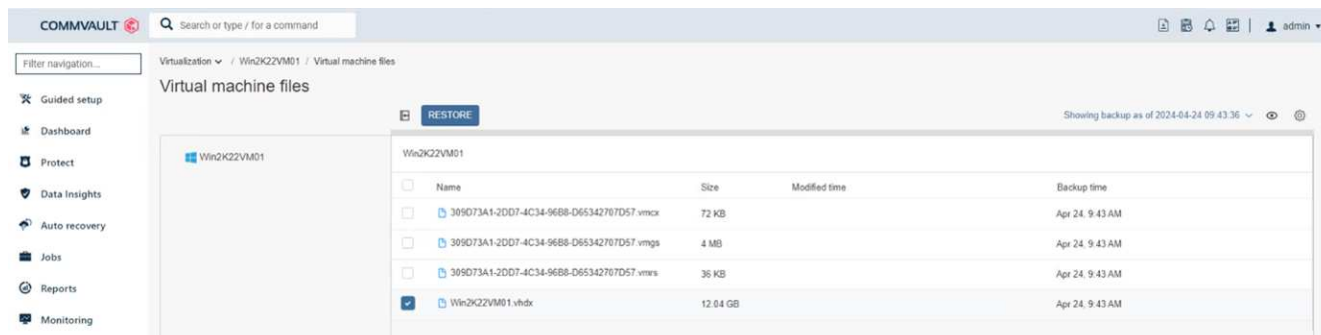 COMMVAULT Search or type / for a command admin
Filter navigation...
Guided setup
Dashboard
Protect
Data Insights
Auto recovery
Jobs
Reports
Monitoring
Virtualization / Win2K22VM01 / Virtual machine files
Virtual machine files
RESTORE Showing backup as of 2024-04-24 09:43:36
Win2K22VM01
Win2K22VM01
Name Size Modified time Backup time
309D73A1-2DD7-4C34-96B8-D65342707D57.vmcx 72 KB Apr 24, 9:43 AM
309D73A1-2DD7-4C34-96B8-D65342707D57.vmgs 4 MB Apr 24, 9:43 AM
309D73A1-2DD7-4C34-96B8-D65342707D57.vmrs 36 KB Apr 24, 9:43 AM
Win2K22VM01.vhdx 12.04 GB Apr 24, 9:43 AM